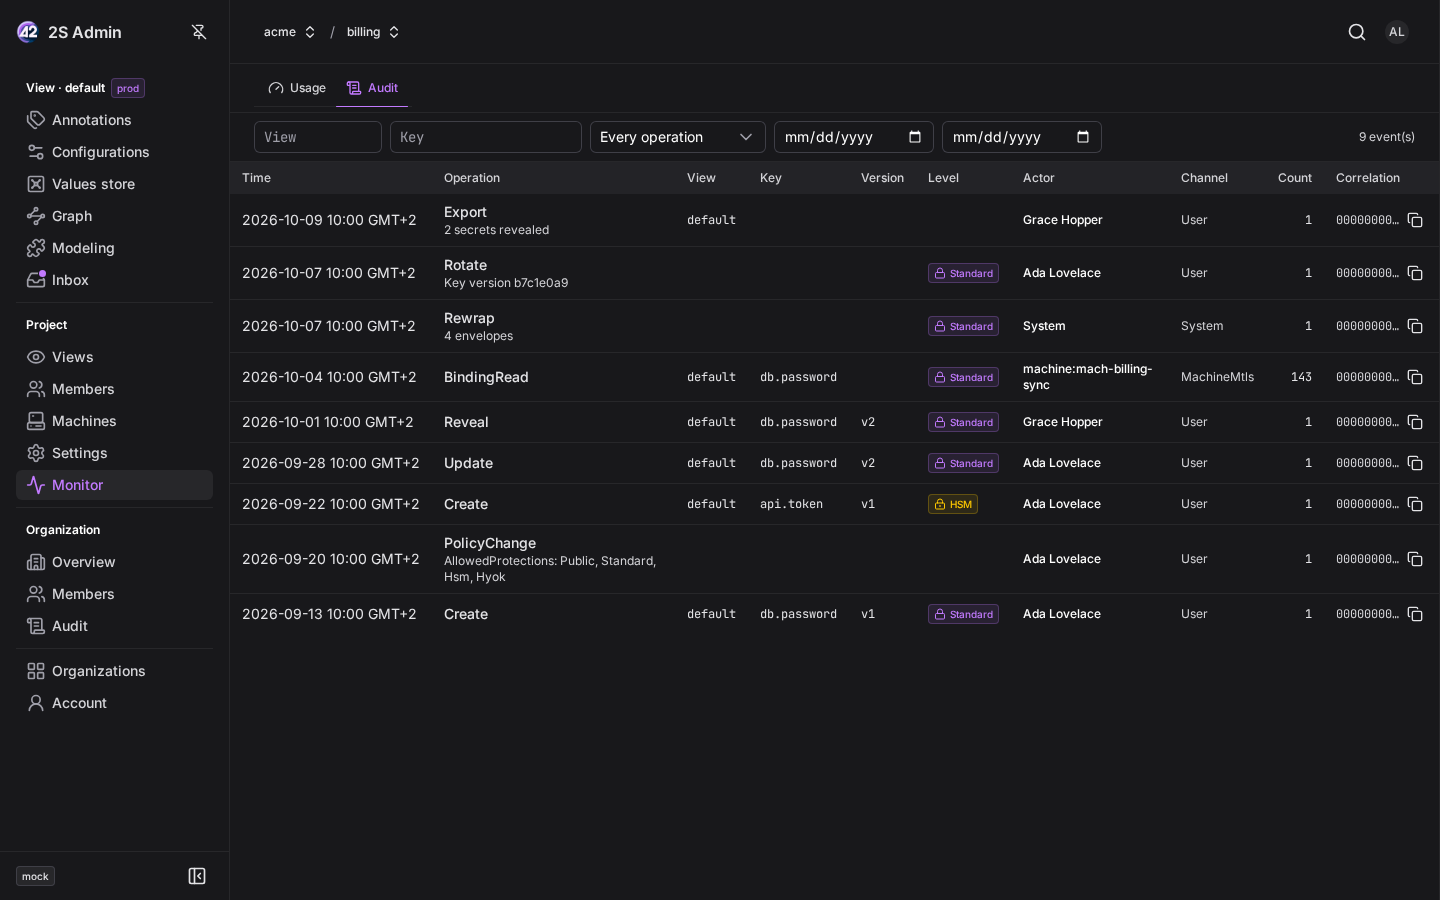 2S Admin
View · default prod
Annotations
Configurations
Values store
Graph
Modeling
Inbox
Project
Views
Members
Machines
Settings
Monitor
Organization
Overview
Members
Audit
Organizations
Account
mock
acme / billing
AL
Usage Audit
View Key Every operation mm/dd/yyyy mm/dd/yyyy 9 event(s)
Time Operation View Key Version Level Actor Channel Count Correlation
2026-10-09 10:00 GMT+2 Export default Grace Hopper User 1 00000000…
2 secrets revealed
2026-10-07 10:00 GMT+2 Rotate Standard Ada Lovelace User 1 00000000…
Key version b7c1e0a9
2026-10-07 10:00 GMT+2 Rewrap Standard System System 1 00000000…
4 envelopes
2026-10-04 10:00 GMT+2 BindingRead default db.password Standard machine:mach-billing-sync MachineMtls 143 00000000…
2026-10-01 10:00 GMT+2 Reveal default db.password v2 Standard Grace Hopper User 1 00000000…
2026-09-28 10:00 GMT+2 Update default db.password v2 Standard Ada Lovelace User 1 00000000…
2026-09-22 10:00 GMT+2 Create default api.token v1 HSM Ada Lovelace User 1 00000000…
2026-09-20 10:00 GMT+2 PolicyChange Ada Lovelace User 1 00000000…
AllowedProtections: Public, Standard,
Hsm, Hyok
2026-09-13 10:00 GMT+2 Create default db.password v1 Standard Ada Lovelace User 1 00000000…